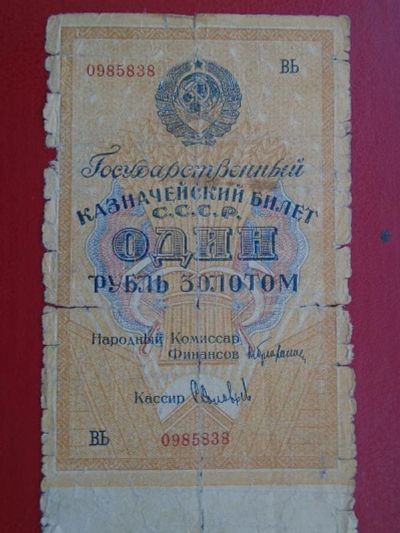 0985838 ВЬ
Государственный
КАЗНАЧЕЙСКИЙ БИЛЕТ
С.С.С.Р.
ОДИН
РУБЛЬ ЗОЛОТОМ
Народный Комиссар
Финансов
Кассир
ВЬ 0985838